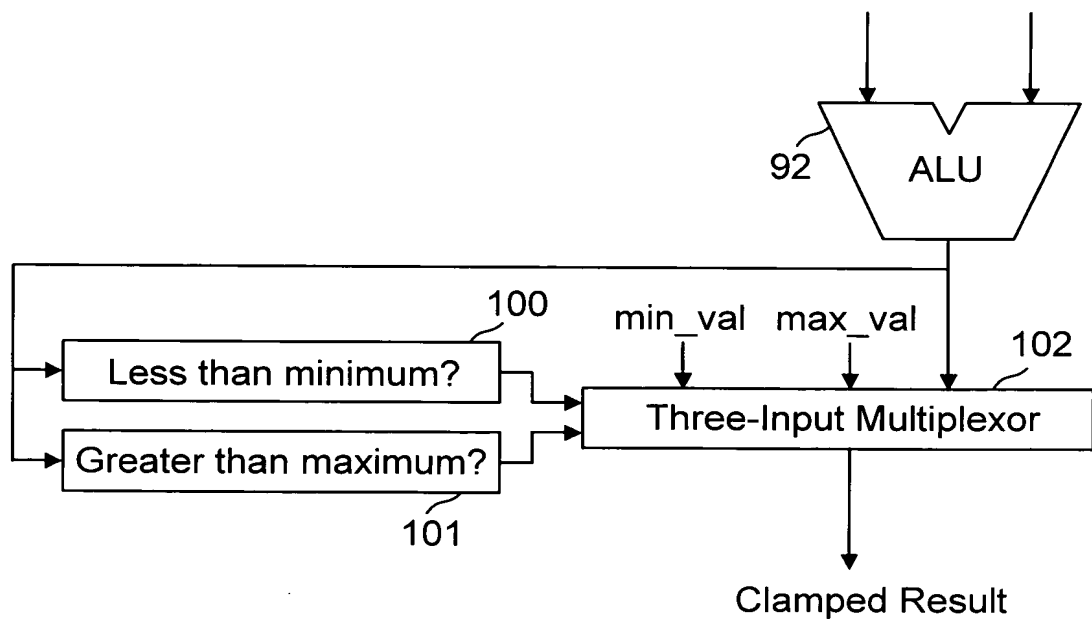 92
ALU
100
min_val max_val
102
Less than minimum?
Three-Input Multiplexor
Greater than maximum?
101
Clamped Result